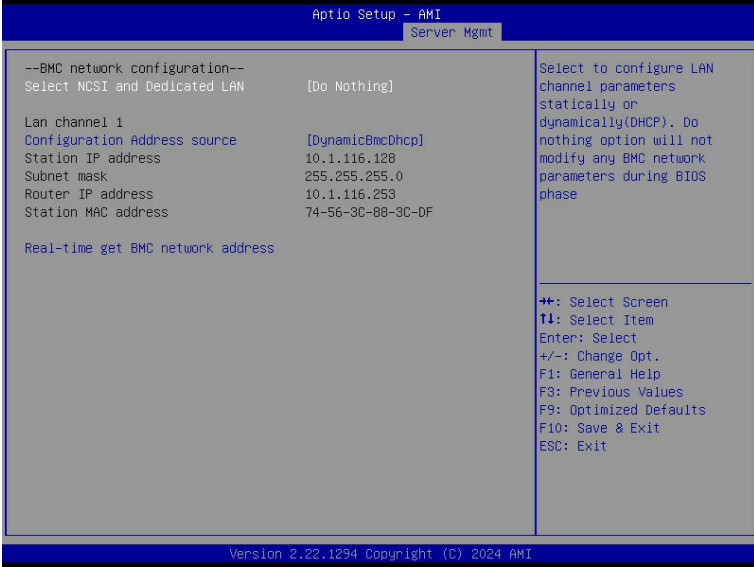 Aptio Setup – AMI
Server Mgmt
--BMC network configuration--
Select NCSI and Dedicated LAN [Do Nothing]
Lan channel 1
Configuration Address source [DynamicBmcDhcp]
Station IP address 10.1.116.128
Subnet mask 255.255.255.0
Router IP address 10.1.116.253
Station MAC address 74-56-3C-88-3C-DF
Real-time get BMC network address
Select to configure LAN
channel parameters
statically or
dynamically(DHCP). Do
nothing option will not
modify any BMC network
parameters during BIOS
phase
→←: Select Screen
↑↓: Select Item
Enter: Select
+/-: Change Opt.
F1: General Help
F3: Previous Values
F9: Optimized Defaults
F10: Save & Exit
ESC: Exit
Version 2.22.1294 Copyright (C) 2024 AMI